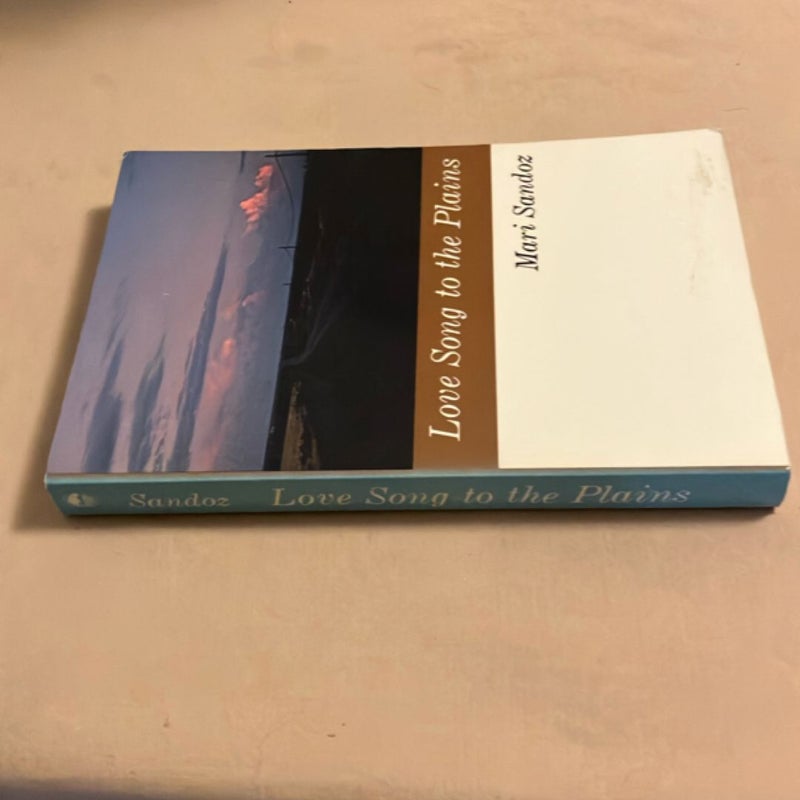 Love Song to the Plains
Mari Sandoz
Sandoz Love Song to the Plains